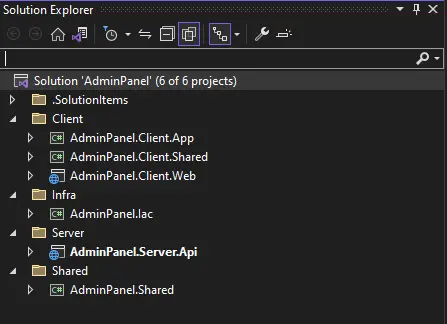 Solution Explorer
Solution 'AdminPanel' (6 of 6 projects)
.SolutionItems
Client
C# AdminPanel.Client.App
C# AdminPanel.Client.Shared
AdminPanel.Client.Web
Infra
C# AdminPanel.Iac
Server
AdminPanel.Server.Api
Shared
C# AdminPanel.Shared